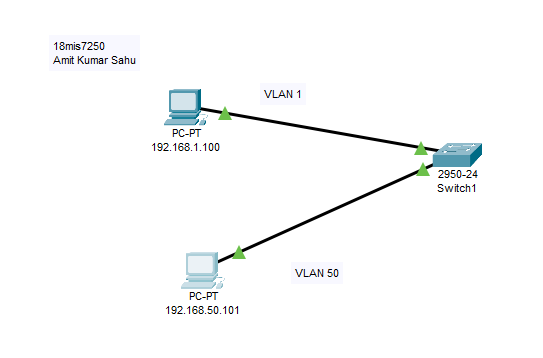 18mis7250
Amit Kumar Sahu
VLAN 1
PC-PT
192.168.1.100
2950-24
Switch1
VLAN 50
PC-PT
192.168.50.101